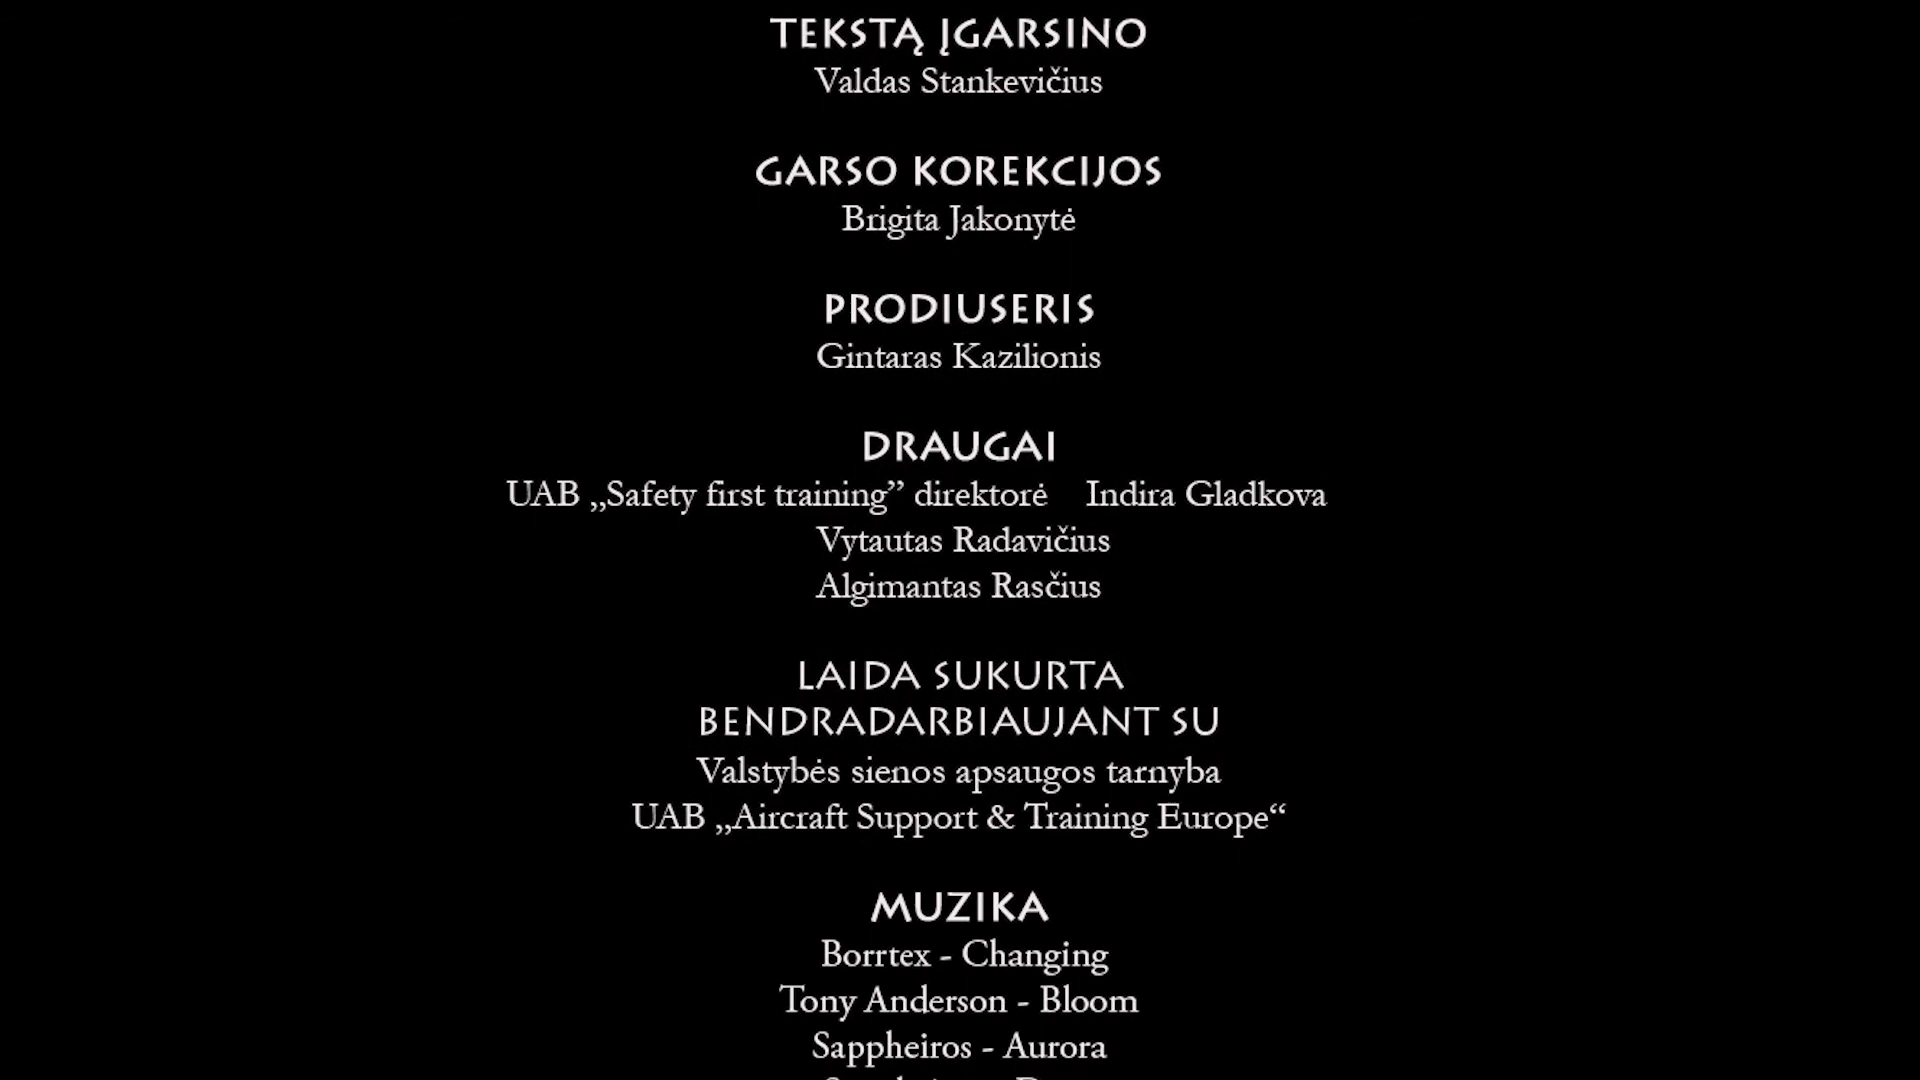 TEKSTĄ ĮGARSINO
Valdas Stankevičius
GARSO KOREKCIJOS
Brigita Jakonytė
PRODIUSERIS
Gintaras Kazilionis
DRAUGAI
UAB „Safety first training” direktorė Indira Gladkova
Vytautas Radavičius
Algimantas Rasčius
LAIDA SUKURTA
BENDRADARBIAUJANT SU
Valstybės sienos apsaugos tarnyba
UAB „Aircraft Support & Training Europe“
MUZIKA
Borrtex - Changing
Tony Anderson - Bloom
Sappheiros - Aurora